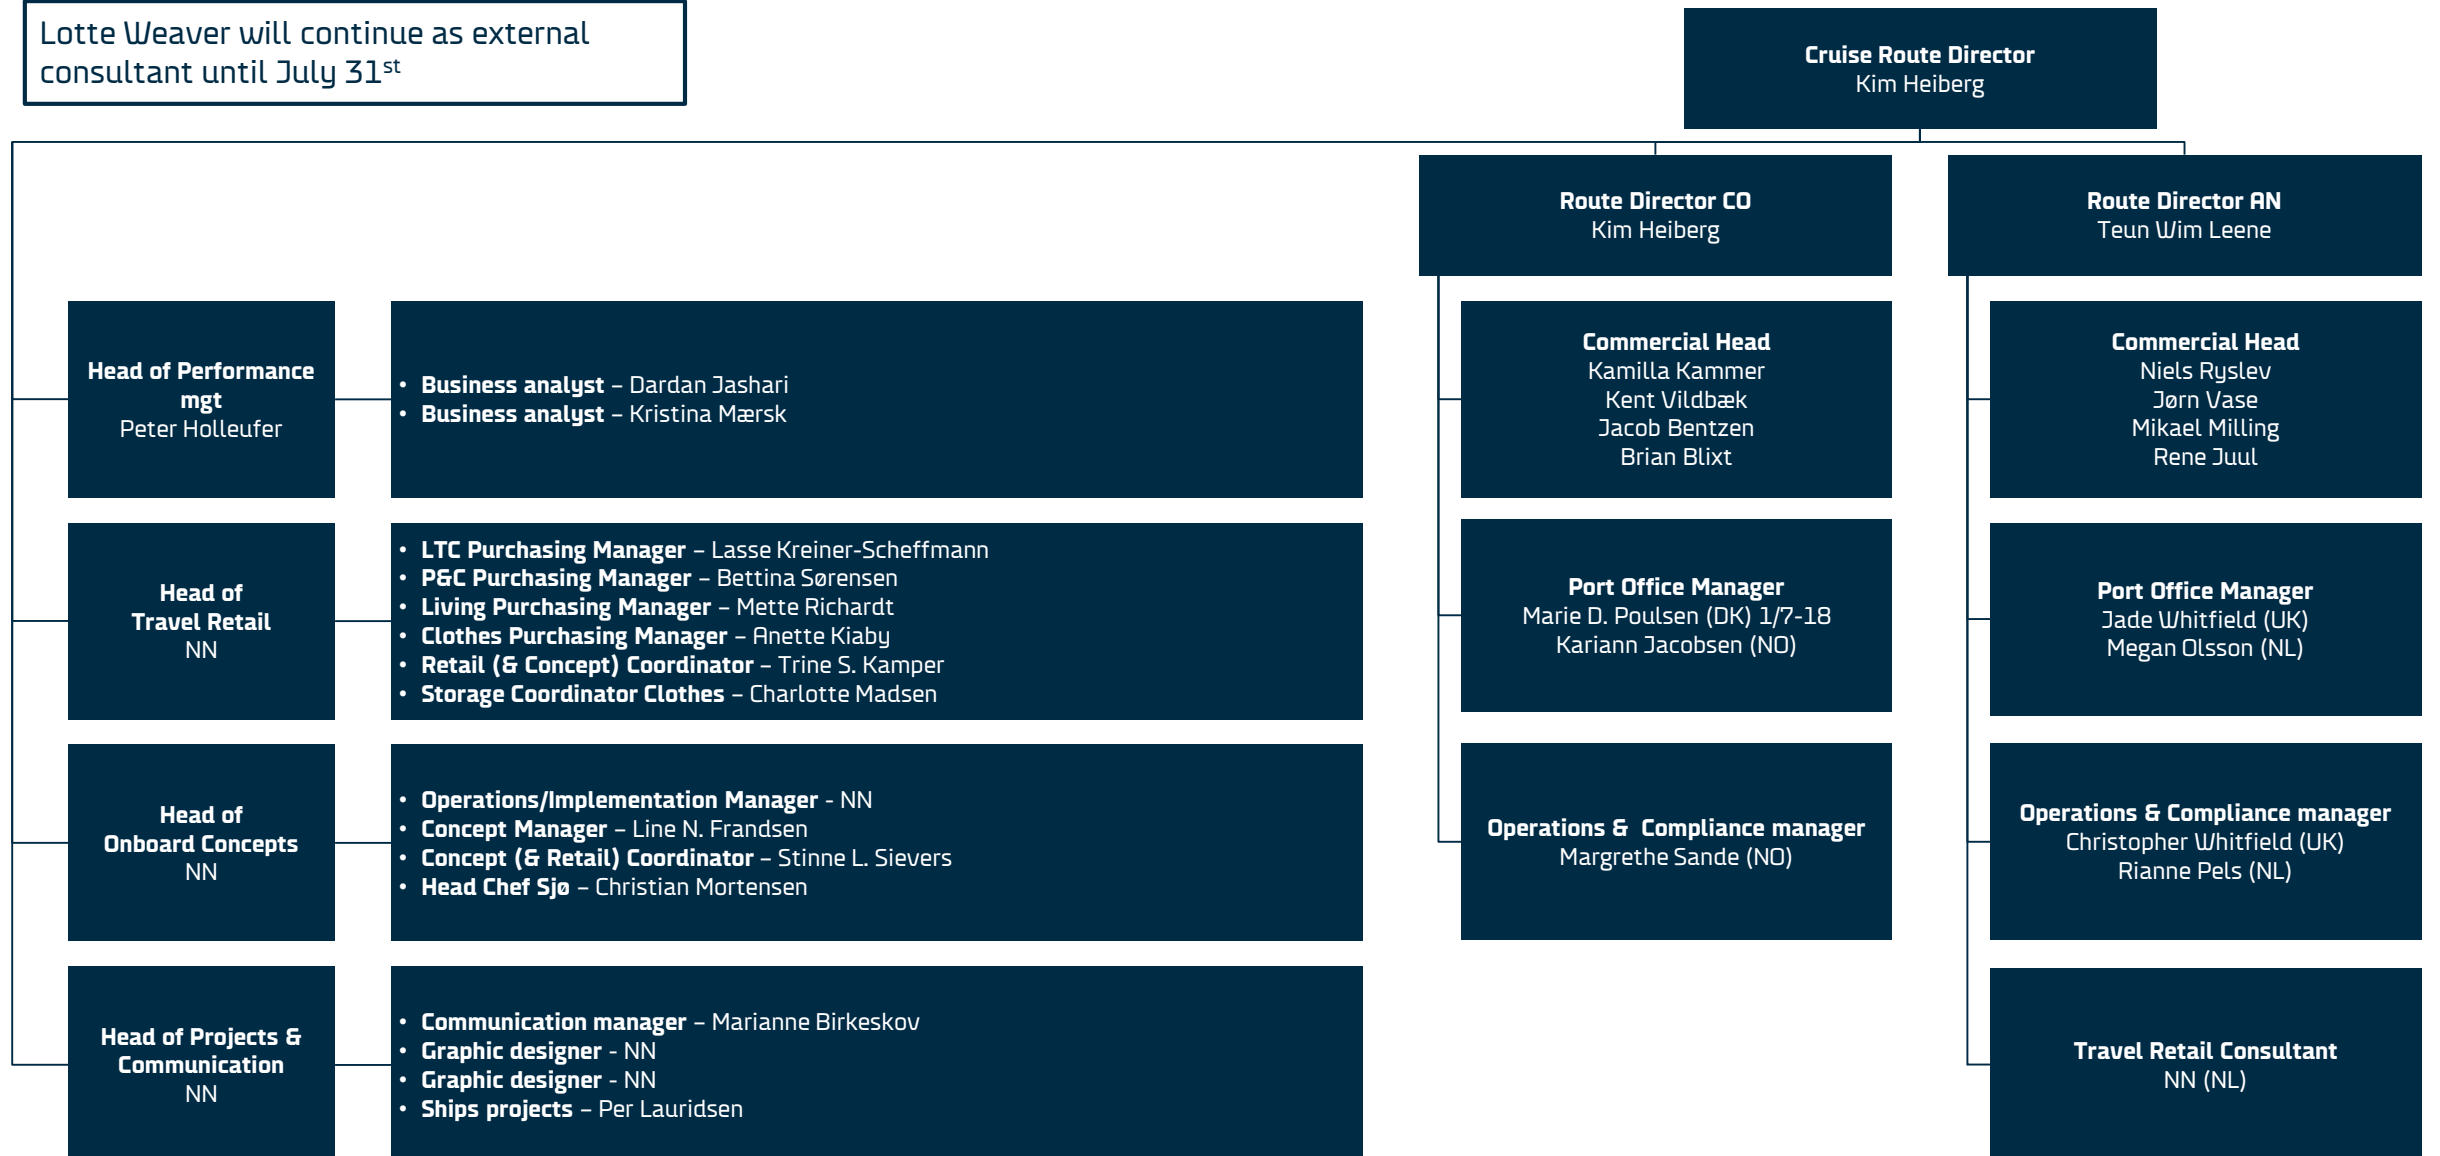 Lotte Weaver will continue as external
consultant until July 31st
Cruise Route Director
Kim Heiberg
Route Director CO
Kim Heiberg
Route Director AN
Teun Wim Leene
Head of Performance
mgt
Peter Holleufer
• Business analyst – Dardan Jashari
• Business analyst – Kristina Mærsk
Commercial Head
Kamilla Kammer
Kent Vildbæk
Jacob Bentzen
Brian Blixt
Commercial Head
Niels Ryslev
Jørn Vase
Mikael Milling
Rene Juul
Head of
Travel Retail
NN
• LTC Purchasing Manager – Lasse Kreiner-Scheffmann
• P&C Purchasing Manager – Bettina Sørensen
• Living Purchasing Manager – Mette Richardt
• Clothes Purchasing Manager – Anette Kiaby
• Retail (& Concept) Coordinator – Trine S. Kamper
• Storage Coordinator Clothes – Charlotte Madsen
Port Office Manager
Marie D. Poulsen (DK) 1/7-18
Kariann Jacobsen (NO)
Port Office Manager
Jade Whitfield (UK)
Megan Olsson (NL)
Head of
Onboard Concepts
NN
• Operations/Implementation Manager - NN
• Concept Manager – Line N. Frandsen
• Concept (& Retail) Coordinator – Stinne L. Sievers
• Head Chef Sjø – Christian Mortensen
Operations & Compliance manager
Margrethe Sande (NO)
Operations & Compliance manager
Christopher Whitfield (UK)
Rianne Pels (NL)
Head of Projects &
Communication
NN
• Communication manager – Marianne Birkeskov
• Graphic designer - NN
• Graphic designer - NN
• Ships projects – Per Lauridsen
Travel Retail Consultant
NN (NL)